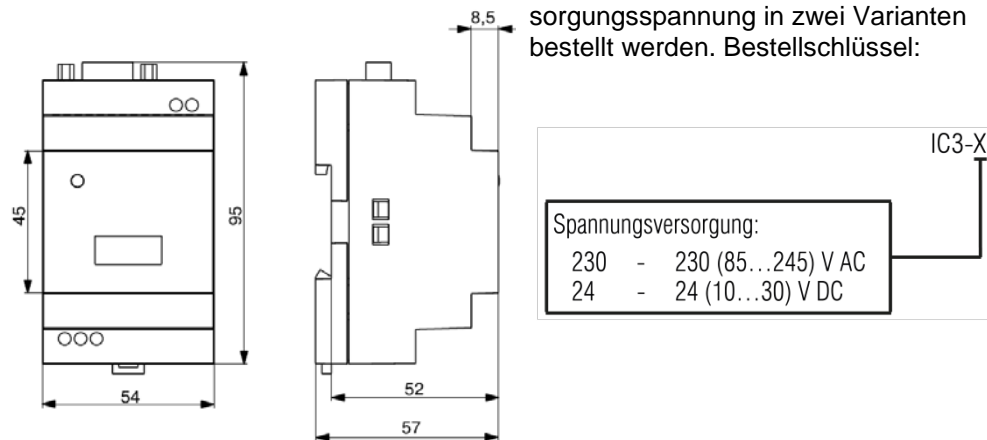 8,5
45
95
54
52
57
sorgungsspannung in zwei Varianten
bestellt werden. Bestellschlüssel:
IC3-X
Spannungsversorgung:
230 - 230 (85...245) V AC
24 - 24 (10...30) V DC